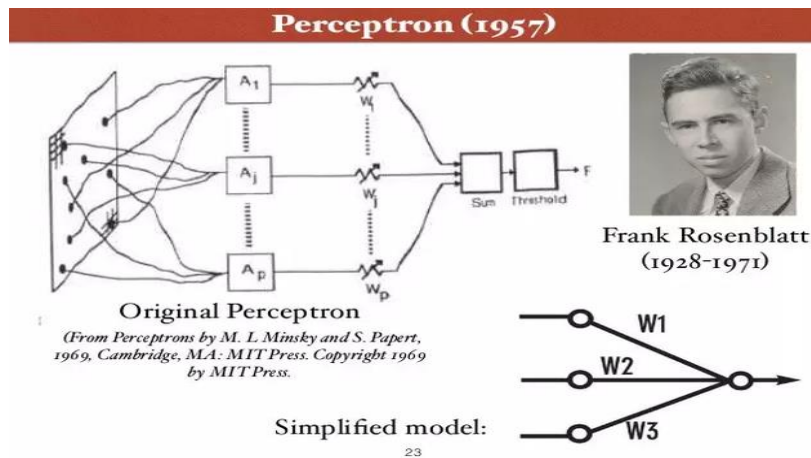 Perceptron (1957)
A1
Wi
Aj
Wj
Ap
Wp
Sum
Threshold
F
Frank Rosenblatt
(1928-1971)
Original Perceptron
(From Perceptrons by M. L Minsky and S. Papert,
1969, Cambridge, MA: MIT Press. Copyright 1969
by MIT Press.
W1
W2
W3
Simplified model:
23